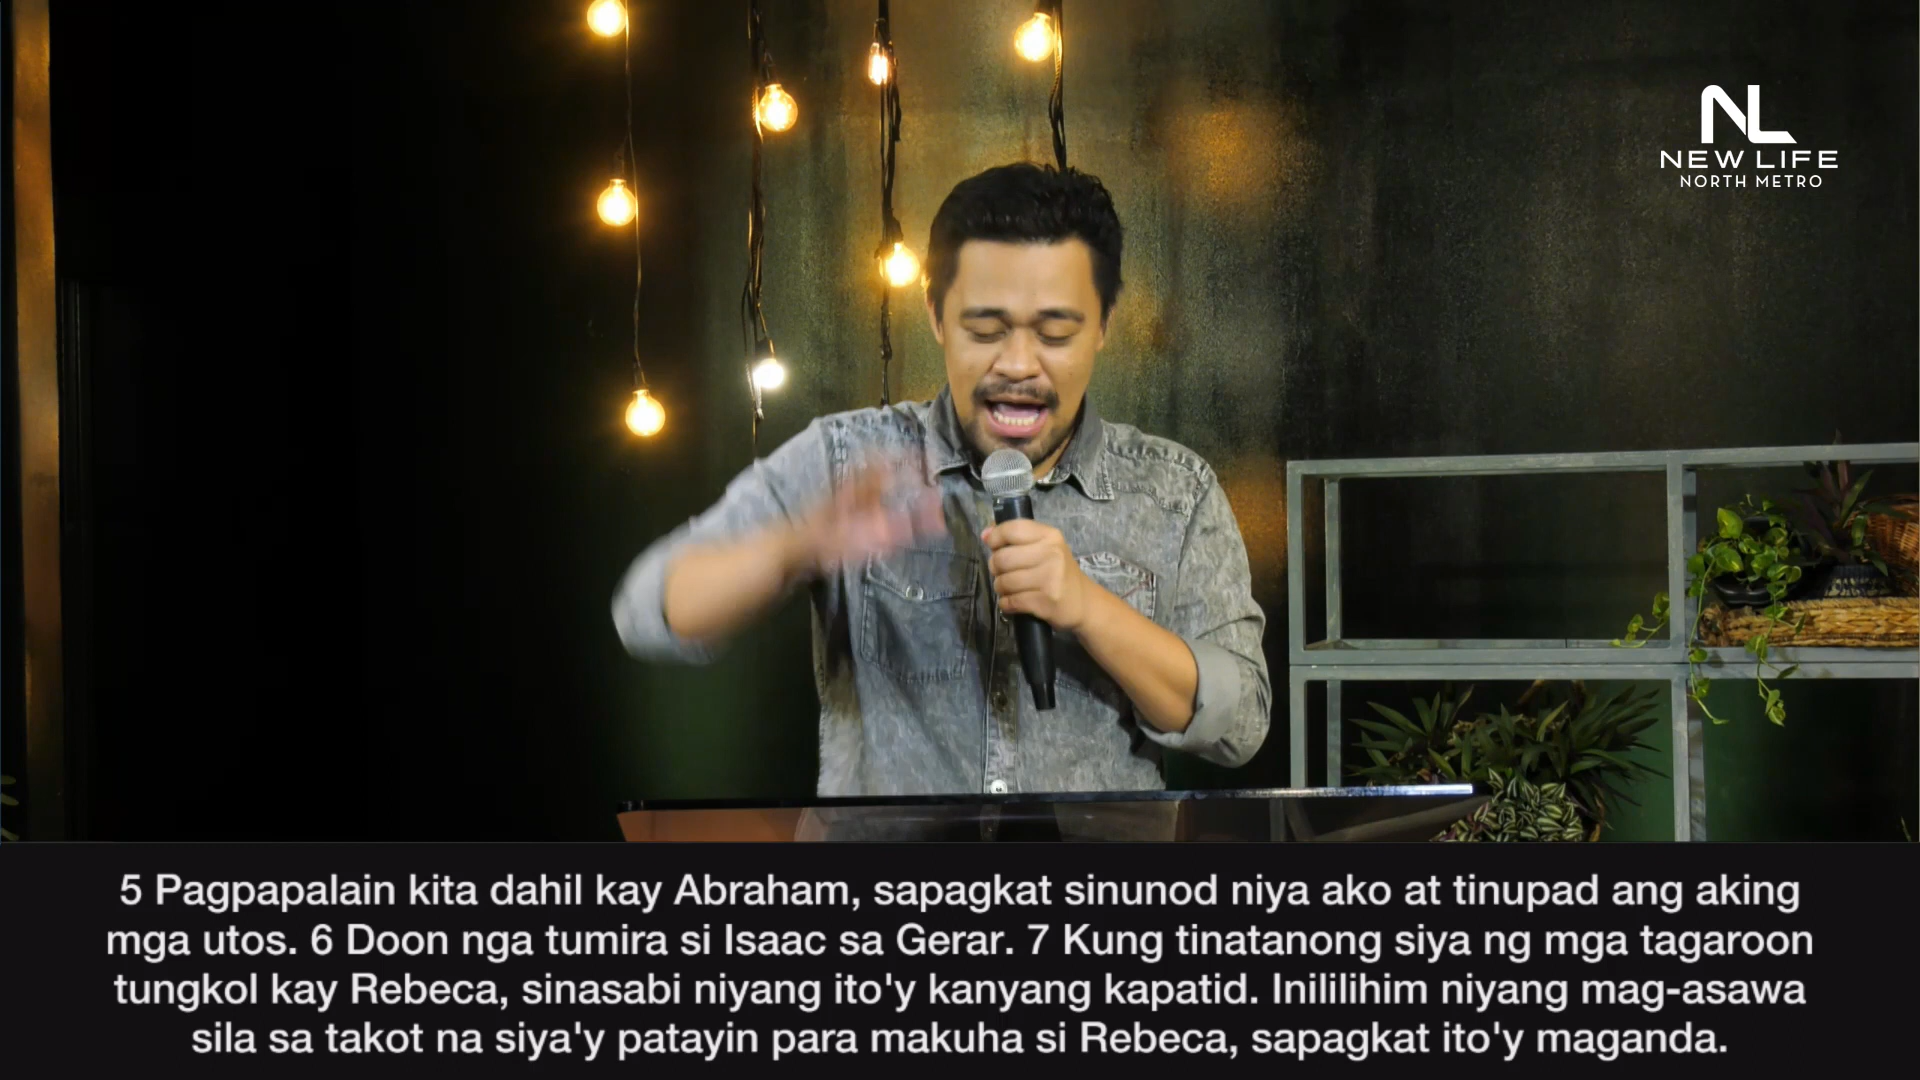 NL
NEW LIFE
NORTH METRO
5 Pagpapalain kita dahil kay Abraham, sapagkat sinunod niya ako at tinupad ang aking
mga utos. 6 Doon nga tumira si Isaac sa Gerar. 7 Kung tinatanong siya ng mga tagaroon
tungkol kay Rebeca, sinasabi niyang ito'y kanyang kapatid. Inililihim niyang mag-asawa
sila sa takot na siya'y patayin para makuha si Rebeca, sapagkat ito'y maganda.